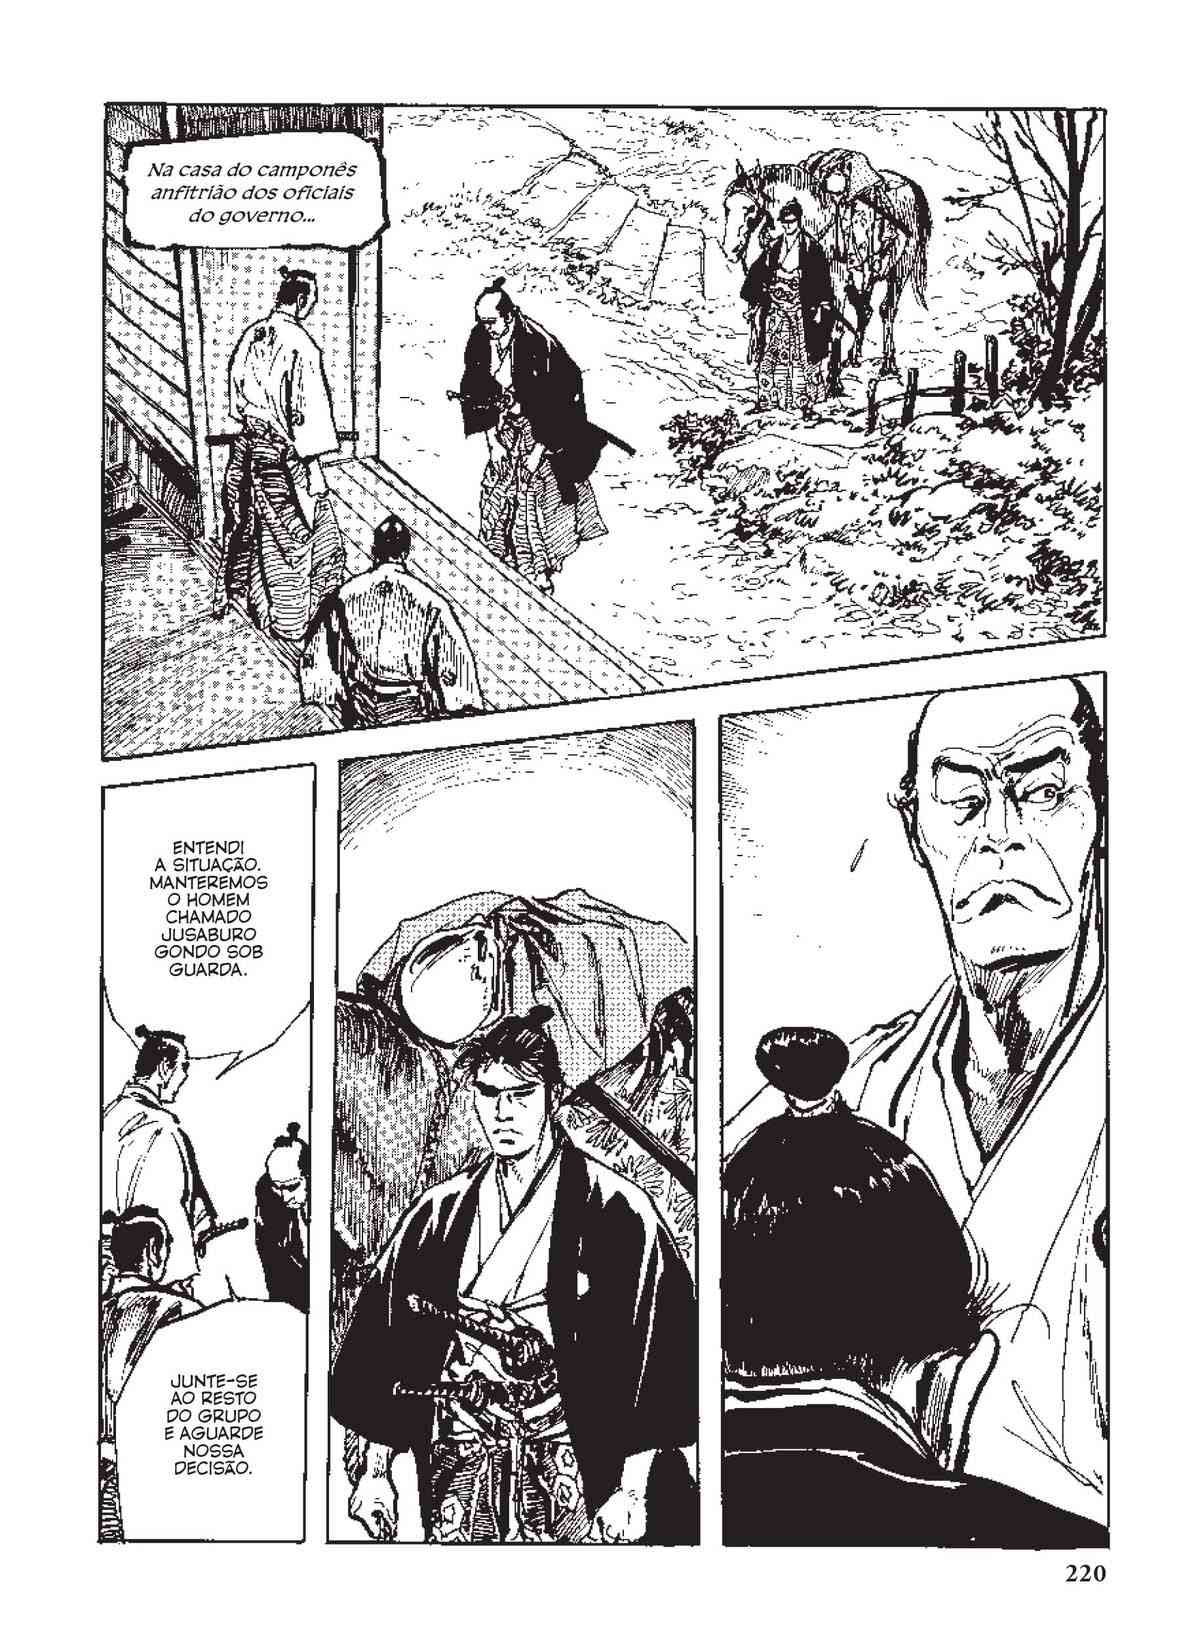 Na casa do camponês
anfitrião dos oficiais
do governo...
ENTENDI
A SITUAÇÃO.
MANTEREMOS
O HOMEM
CHAMADO
JUSABURO
GONDO SOB
GUARDA.
JUNTE-SE
AO RESTO
DO GRUPO
E AGUARDE
NOSSA
DECISÃO.
220